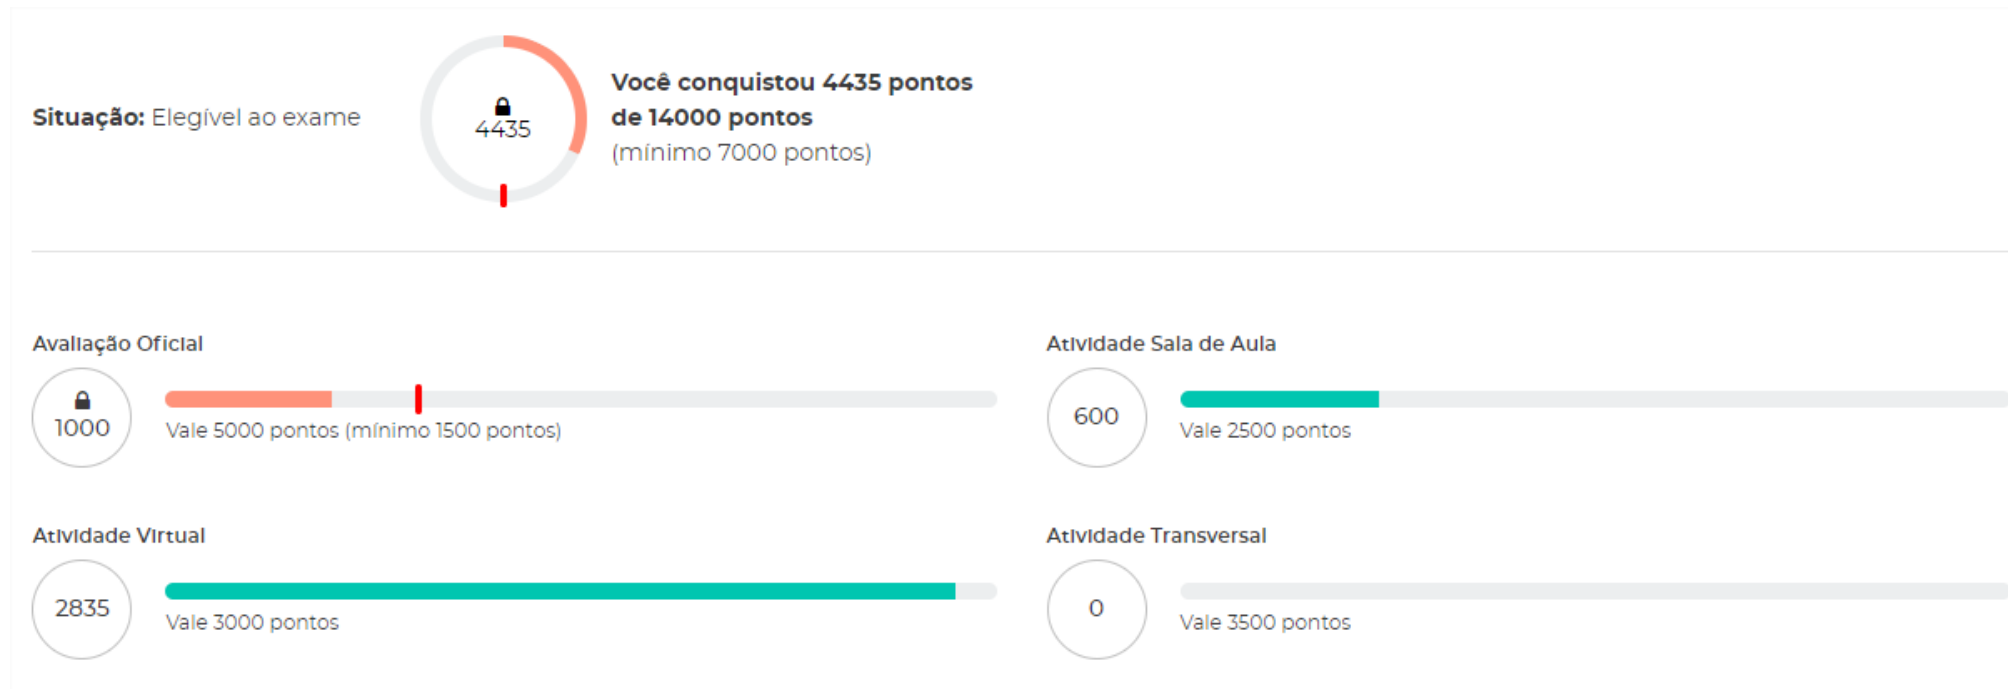 Situação: Elegível ao exame
4435
Você conquistou 4435 pontos
de 14000 pontos
(mínimo 7000 pontos)
Avaliação Oficial
1000
Vale 5000 pontos (mínimo 1500 pontos)
Atividade Sala de Aula
600
Vale 2500 pontos
Atividade Virtual
2835
Vale 3000 pontos
Atividade Transversal
0
Vale 3500 pontos